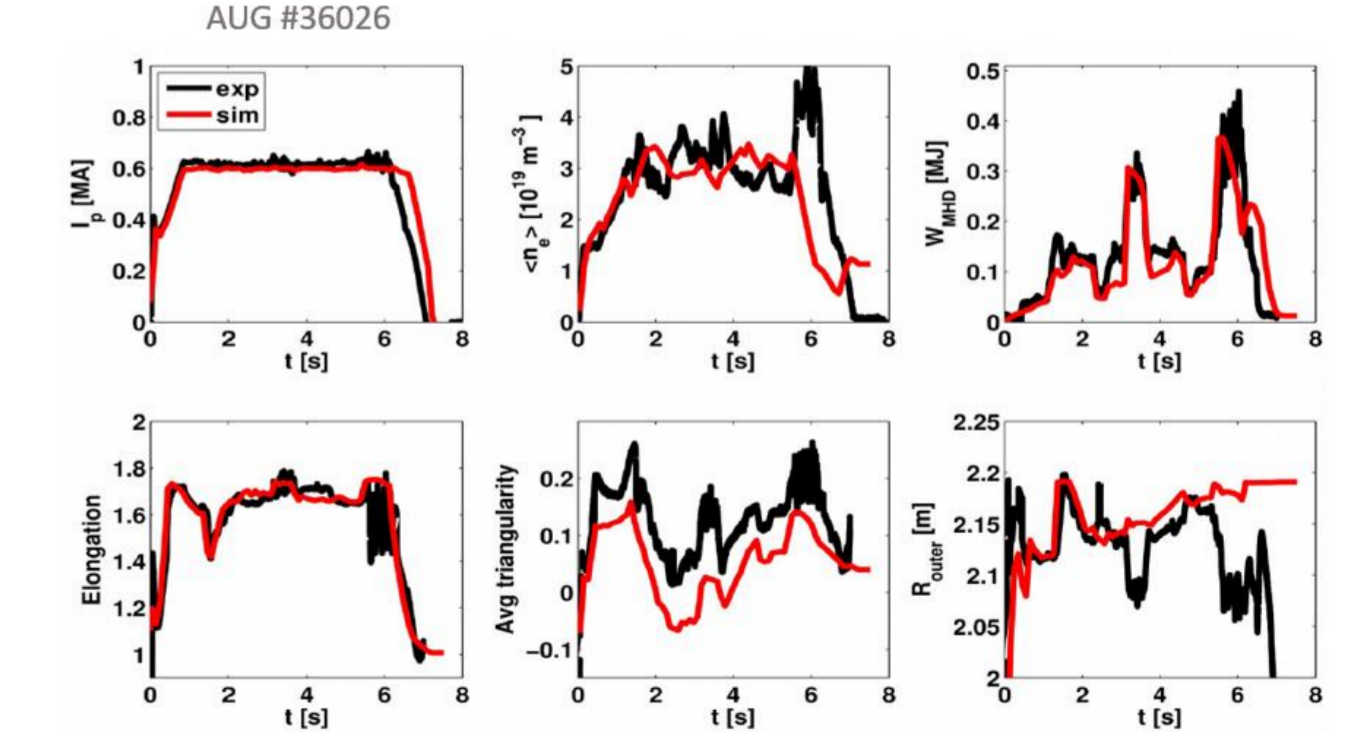 AUG #36026
1
0.8
0.6
0.4
0.2
0
I_p [MA]
exp
sim
0 2 4 6 8
t [s]
5
4
3
2
1
0
<n_e> [10^19 m^-3 ]
0 2 4 6 8
t [s]
0.5
0.4
0.3
0.2
0.1
0
W_MHD [MJ]
0 2 4 6 8
t [s]
2
1.8
1.6
1.4
1.2
1
Elongation
0 2 4 6 8
t [s]
0.2
0.1
0
−0.1
Avg triangularity
0 2 4 6 8
t [s]
2.25
2.2
2.15
2.1
2.05
2
R_outer [m]
0 2 4 6 8
t [s]